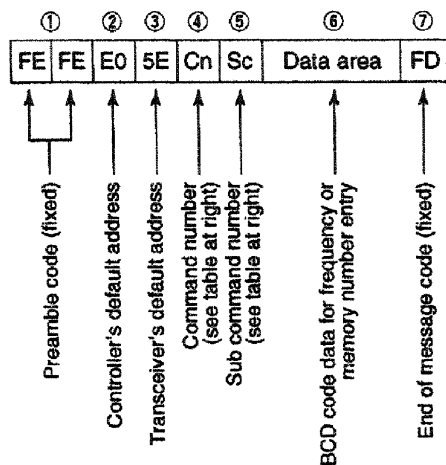 ① ② ③ ④ ⑤ ⑥ ⑦
FE FE E0 5E Cn Sc Data area FD
Preamble code (fixed)
Controller's default address
Transceiver's default address
Command number
(see table at right)
Sub command number
(see table at right)
BCD code data for frequency or
memory number entry
End of message code (fixed)